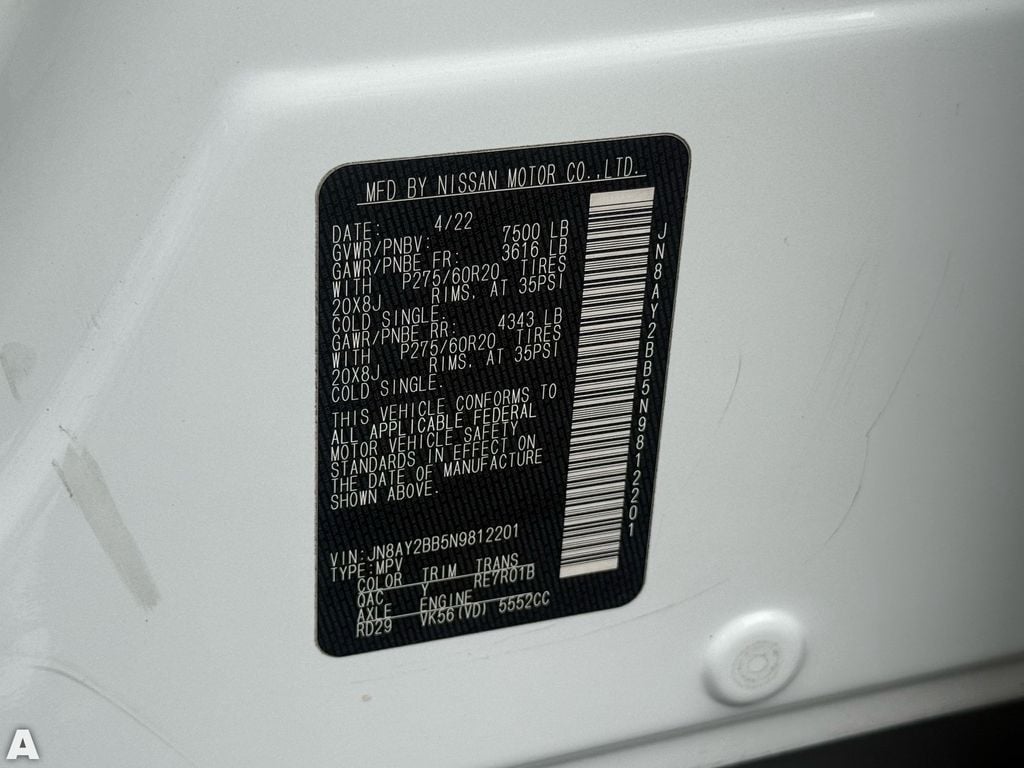 MFD BY NISSAN MOTOR CO.,LTD.
DATE: 4/22
GVWR/PNBV: 7500 LB
GAWR/PNBE FR: 3616 LB
WITH P275/60R20 TIRES
20X8J RIMS. AT 35PSI
COLD SINGLE.
GAWR/PNBE RR: 4343 LB
WITH P275/60R20 TIRES
20X8J RIMS. AT 35PSI
COLD SINGLE.
THIS VEHICLE CONFORMS TO
ALL APPLICABLE FEDERAL
MOTOR VEHICLE SAFETY
STANDARDS IN EFFECT ON
THE DATE OF MANUFACTURE
SHOWN ABOVE.
VIN:JN8AY2BB5N9812201
TYPE:MPV
COLOR TRIM TRANS
QAC Y RE7R01B
AXLE ENGINE
RD29 VK56(VD) 5552CC
JN8AY2BB5N9812201
A